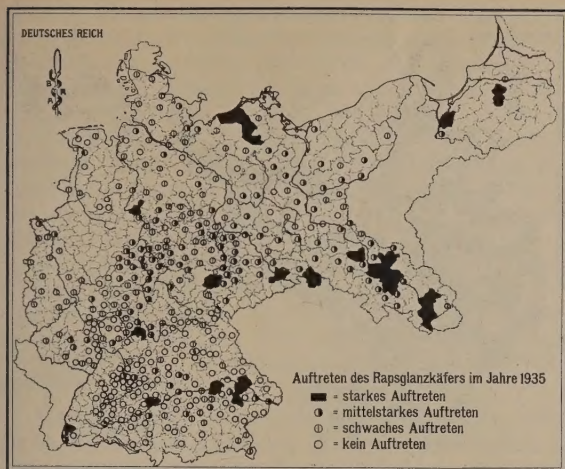 DEUTSCHES REICH
Auftreten des Rapsglanzkäfers im Jahre 1935
= starkes Auftreten
= mittelstarkes Auftreten
= schwaches Auftreten
= kein Auftreten